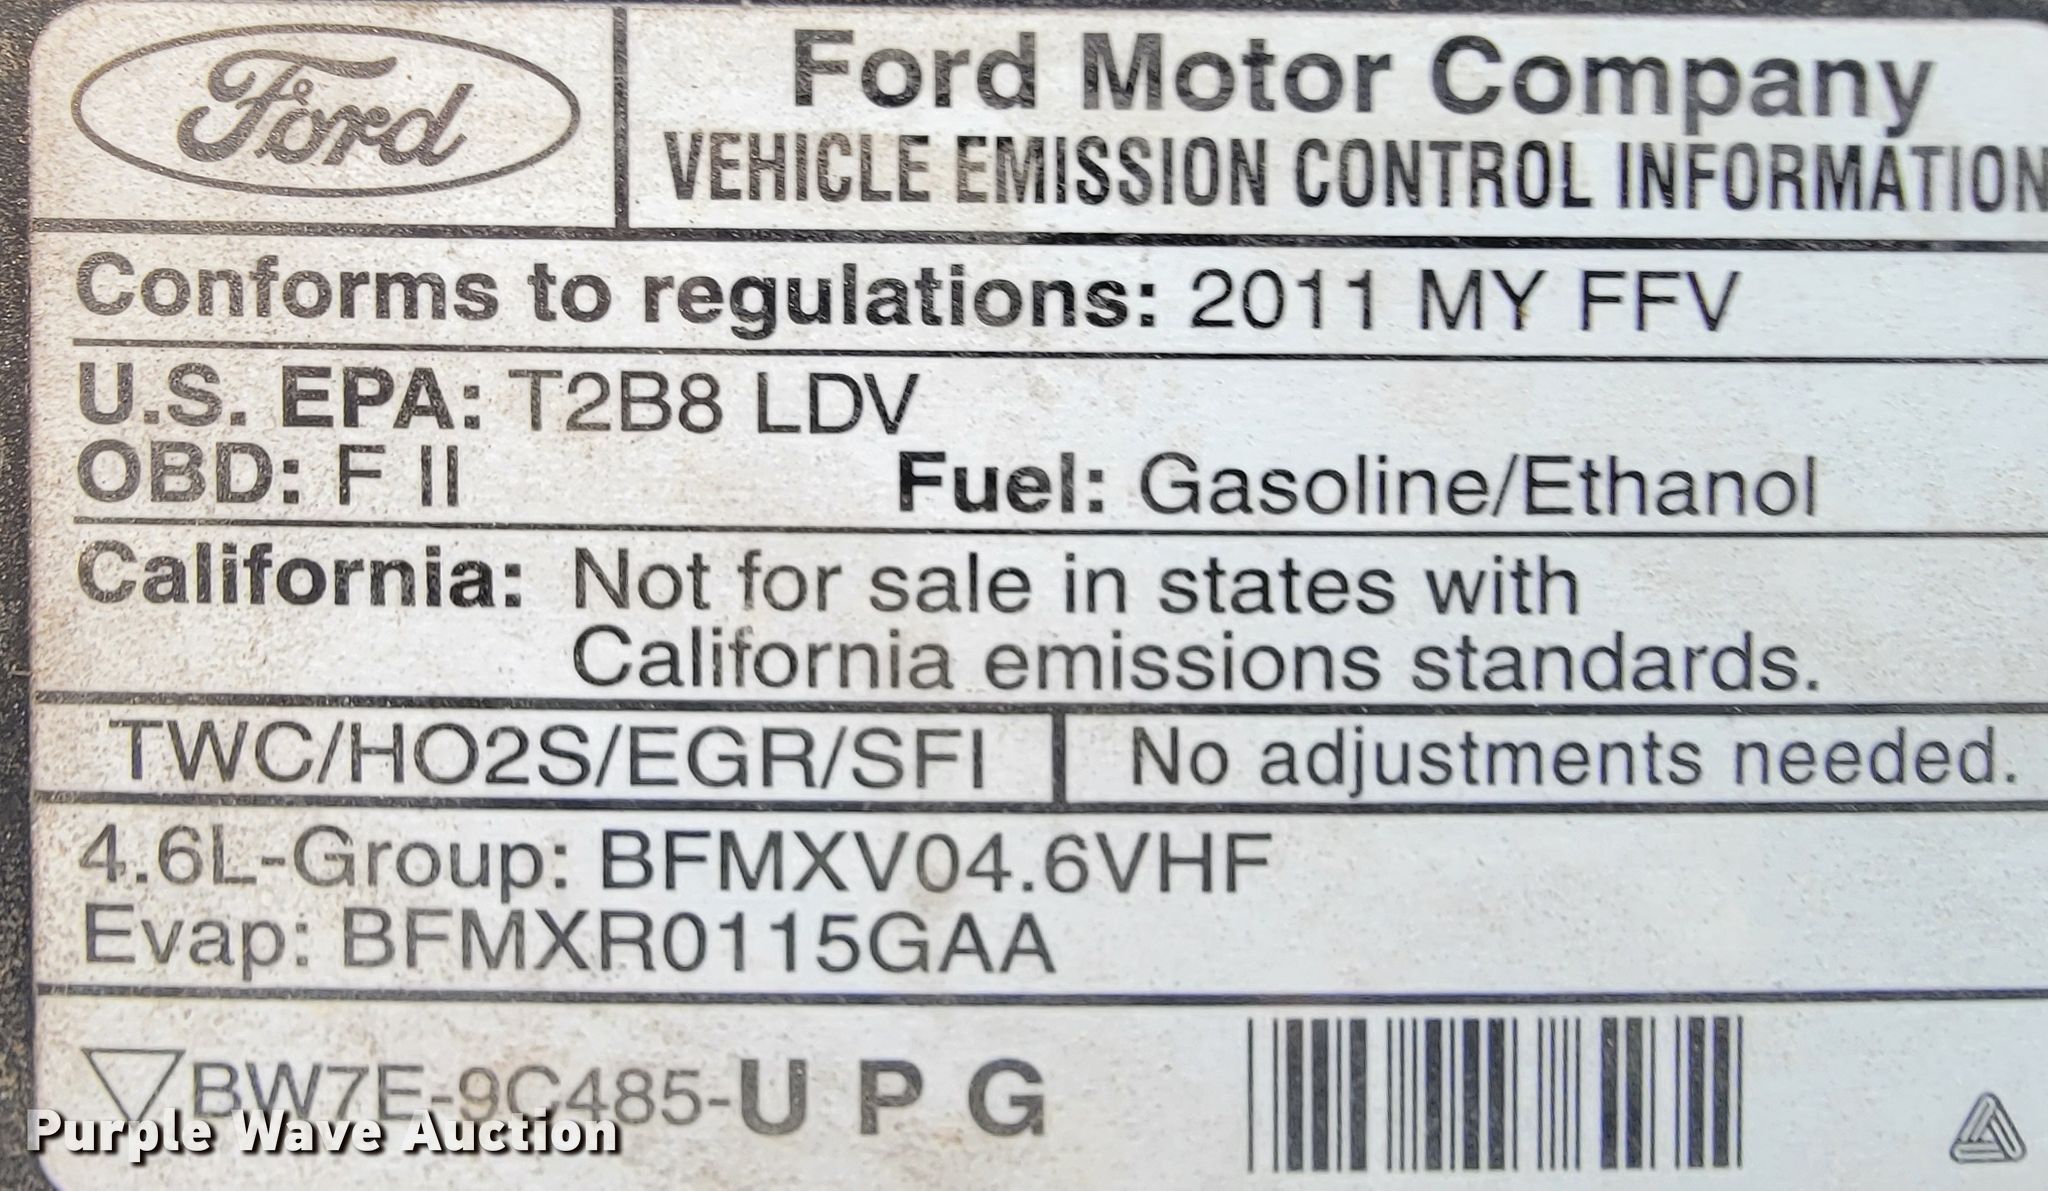 Ford
Ford Motor Company
VEHICLE EMISSION CONTROL INFORMATION
Conforms to regulations: 2011 MY FFV
U.S. EPA: T2B8 LDV
OBD: F II
Fuel: Gasoline/Ethanol
California: Not for sale in states with
California emissions standards.
TWC/HO2S/EGR/SFI
No adjustments needed.
4.6L-Group: BFMXV04.6VHF
Evap: BFMXR0115GAA
BW7E-9C485-U P G
Purple Wave Auction